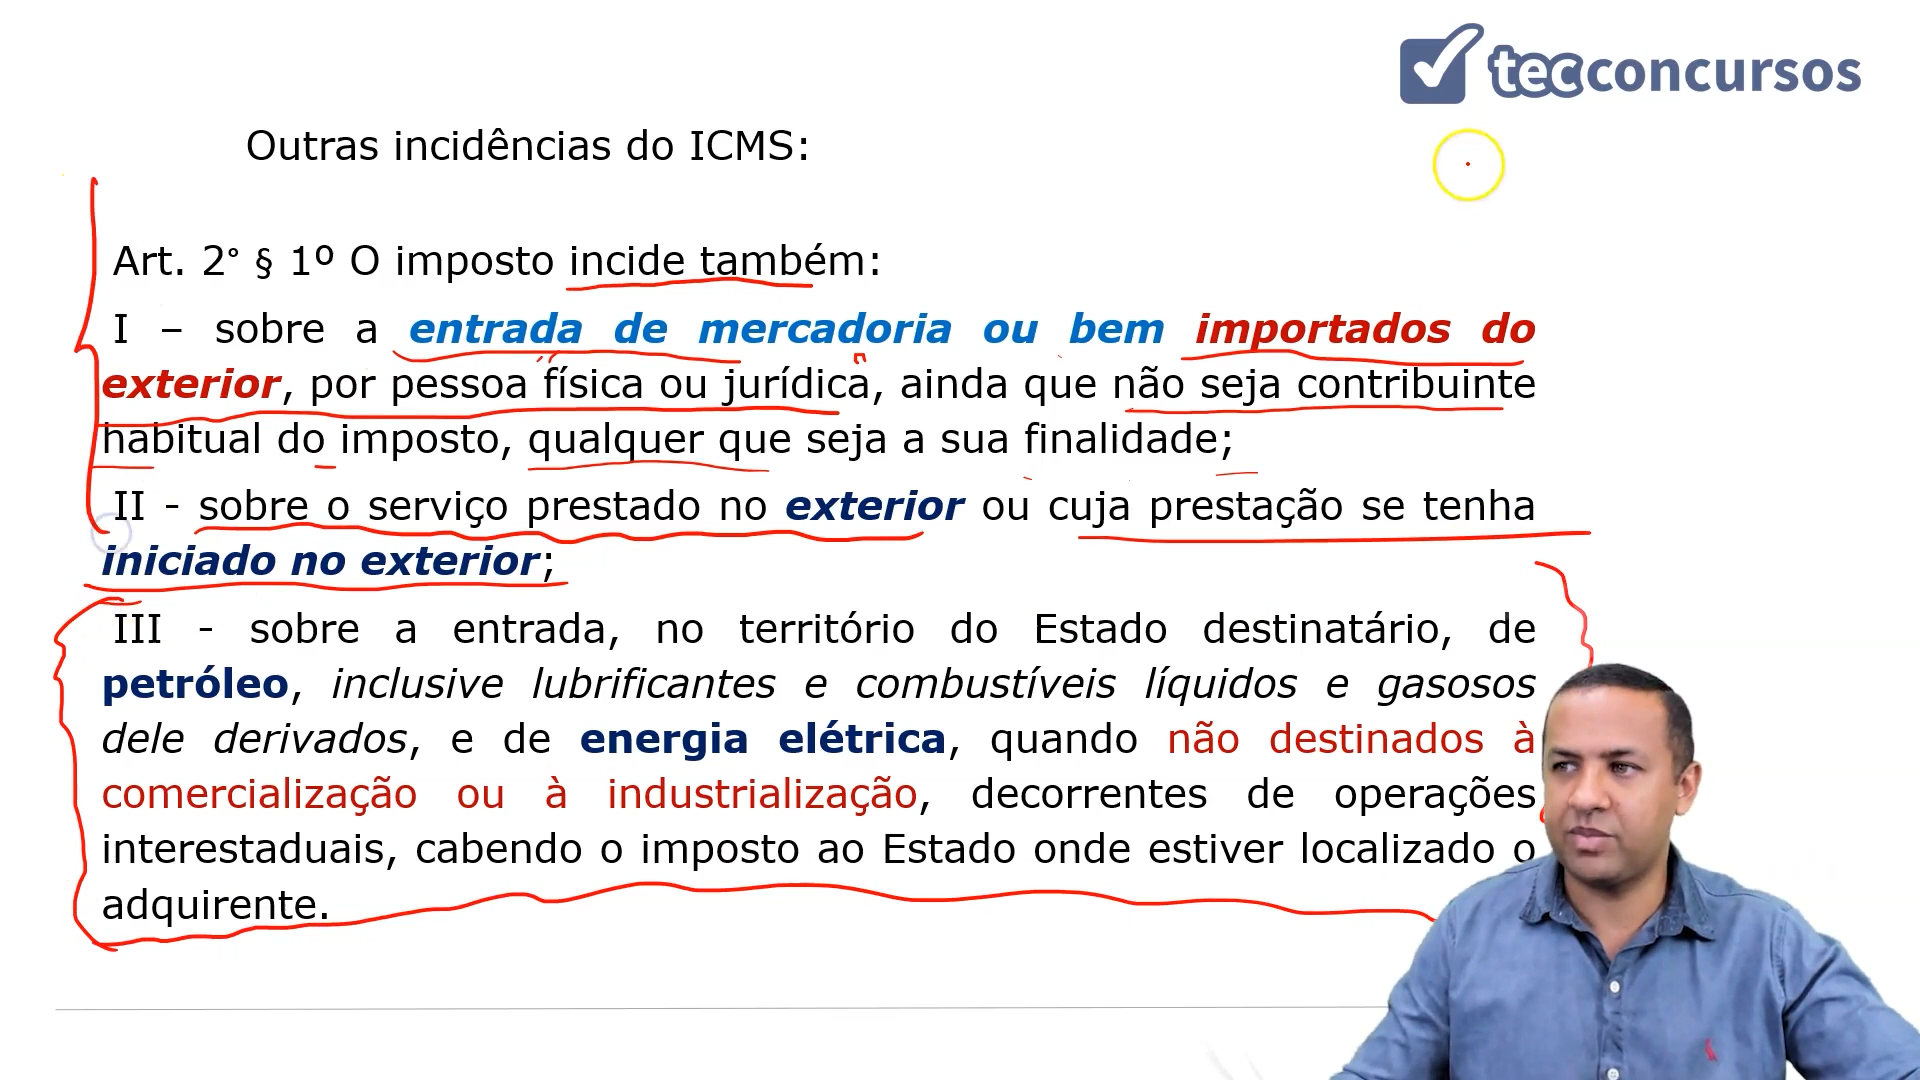 tecconcursos
Outras incidências do ICMS:
Art. 2° § 1º O imposto incide também:
I – sobre a entrada de mercadoria ou bem importados do
exterior, por pessoa física ou jurídica, ainda que não seja contribuinte
habitual do imposto, qualquer que seja a sua finalidade;
II - sobre o serviço prestado no exterior ou cuja prestação se tenha
iniciado no exterior;
III - sobre a entrada, no território do Estado destinatário, de
petróleo, inclusive lubrificantes e combustíveis líquidos e gasosos
dele derivados, e de energia elétrica, quando não destinados à
comercialização ou à industrialização, decorrentes de operações
interestaduais, cabendo o imposto ao Estado onde estiver localizado o
adquirente.